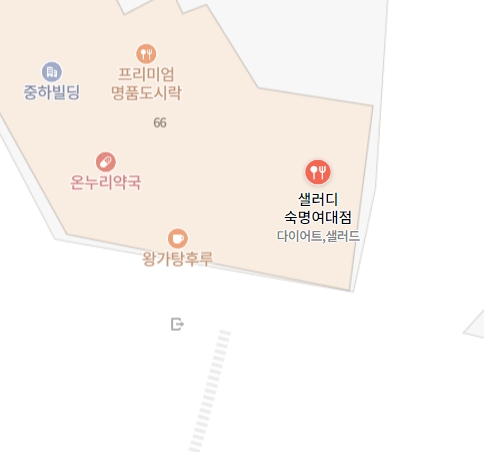 프리미엄
명품도시락
중하빌딩
66
온누리약국
샐러디
숙명여대점
다이어트,샐러드
왕가탕후루